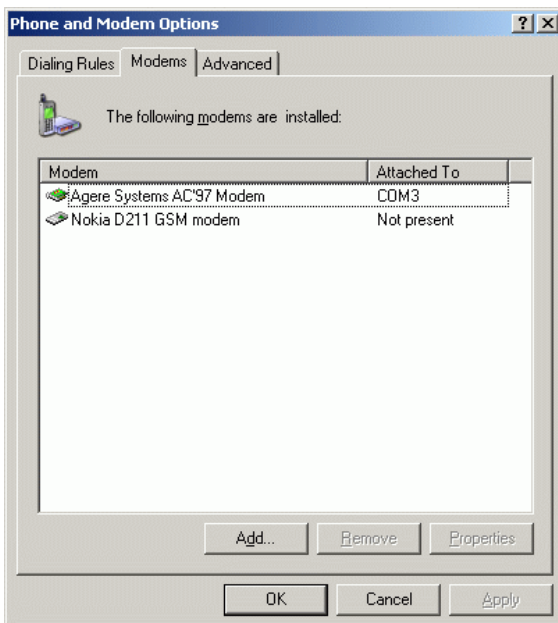 Phone and Modem Options
Dialing Rules Modems Advanced
The following modems are installed:
Modem Attached To
Agere Systems AC'97 Modem COM3
Nokia D211 GSM modem Not present
Add... Remove Properties
OK Cancel Apply